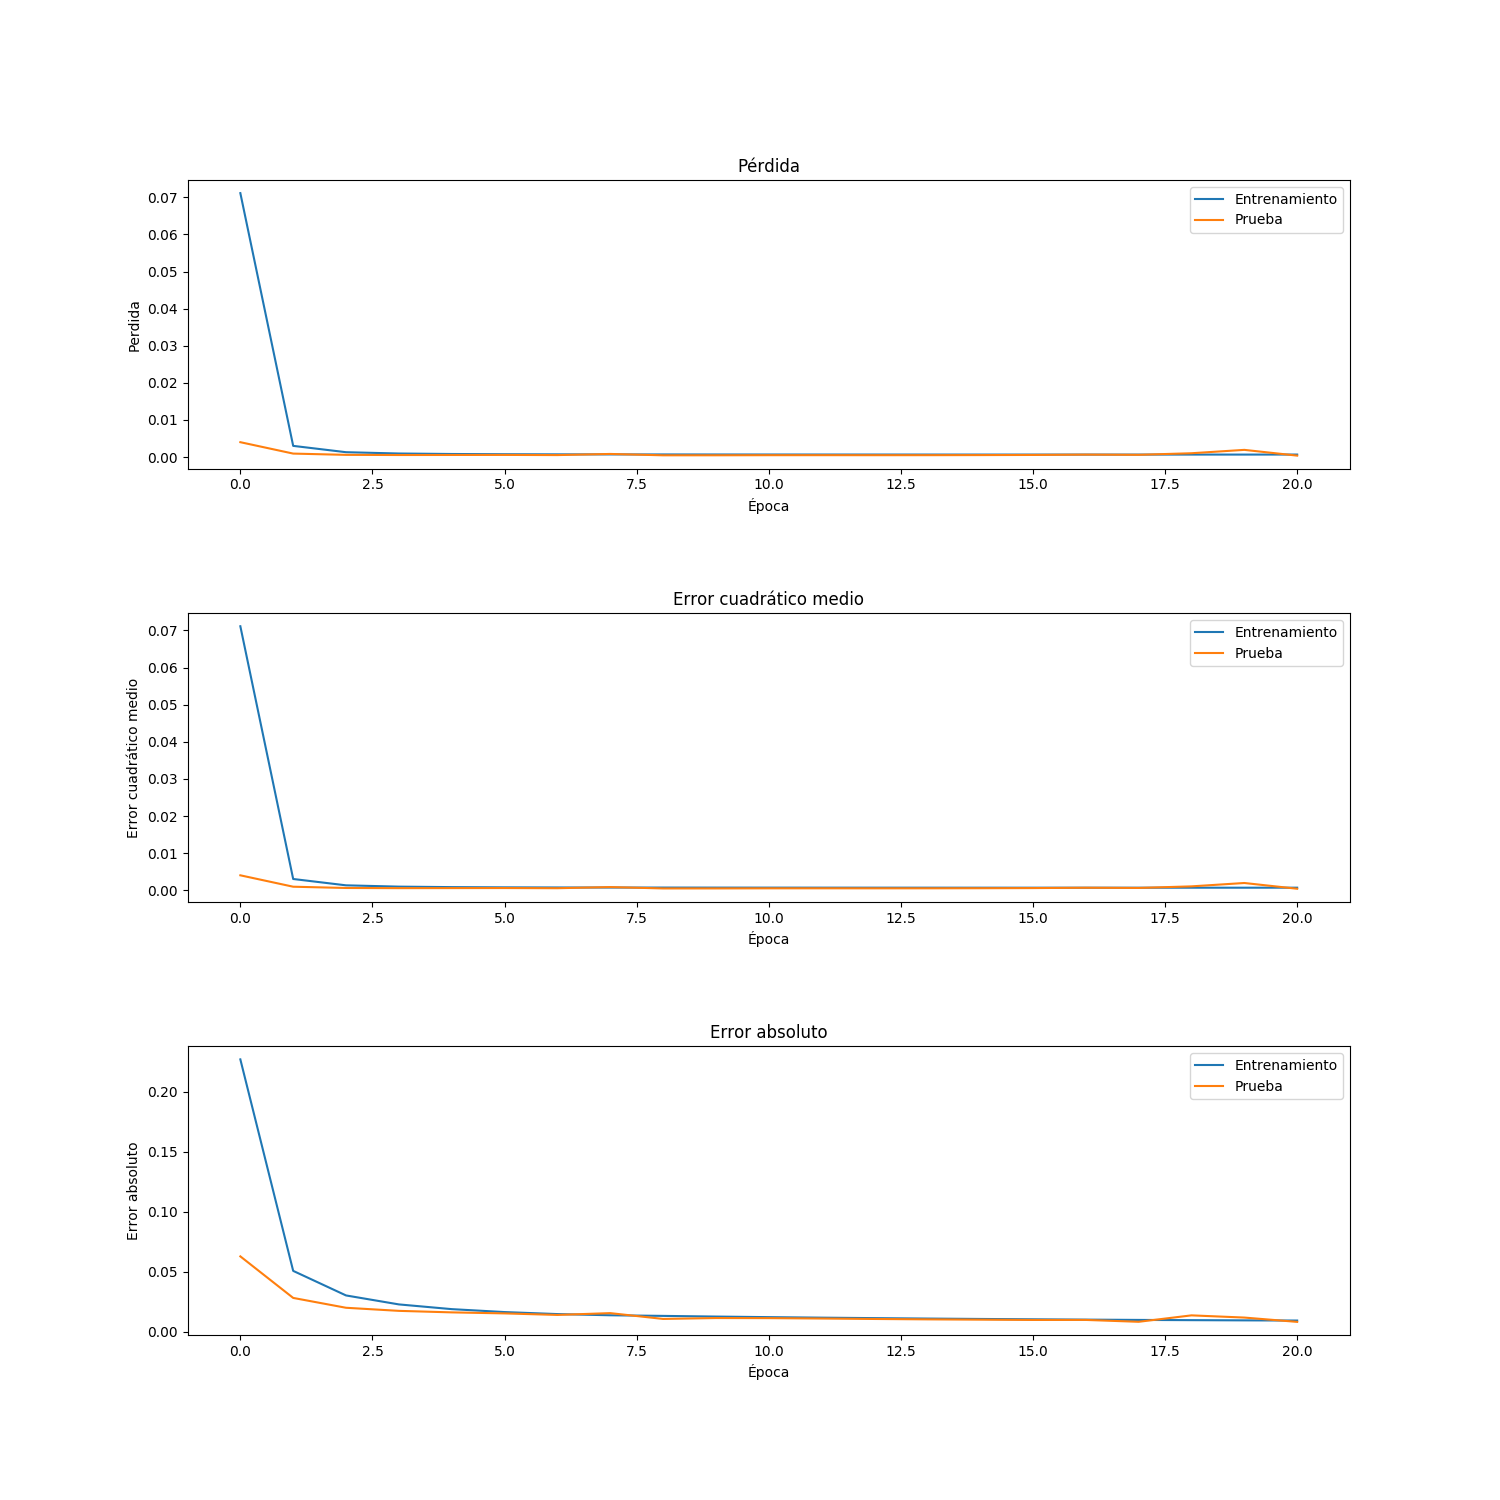 Pérdida
0.07
0.06
0.05
0.04
0.03
0.02
0.01
0.00
Perdida
Entrenamiento
Prueba
0.0 2.5 5.0 7.5 10.0 12.5 15.0 17.5 20.0
Época
Error cuadrático medio
0.07
0.06
0.05
0.04
0.03
0.02
0.01
0.00
Error cuadrático medio
Entrenamiento
Prueba
0.0 2.5 5.0 7.5 10.0 12.5 15.0 17.5 20.0
Época
Error absoluto
0.20
0.15
0.10
0.05
0.00
Error absoluto
Entrenamiento
Prueba
0.0 2.5 5.0 7.5 10.0 12.5 15.0 17.5 20.0
Época